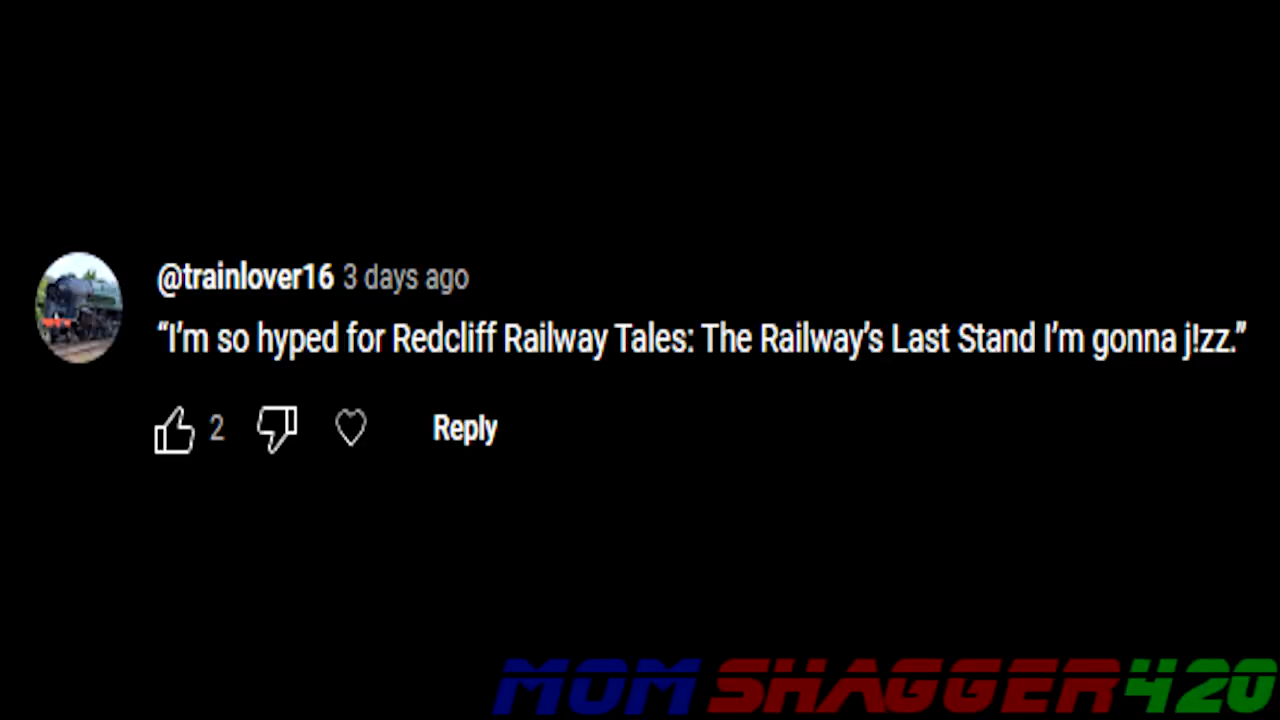 @trainlover16 3 days ago
“I’m so hyped for Redcliff Railway Tales: The Railway’s Last Stand I’m gonna j!zz.”
2 Reply
MOM SHAGGER420